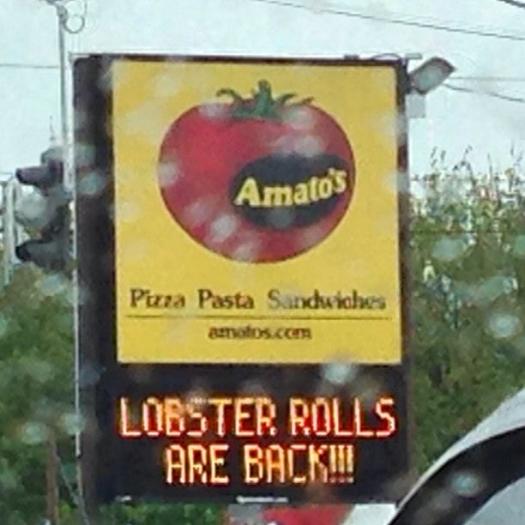 Amato's
Pizza Pasta Sandwiches
amatos.com
LOBSTER ROLLS
ARE BACK!!!